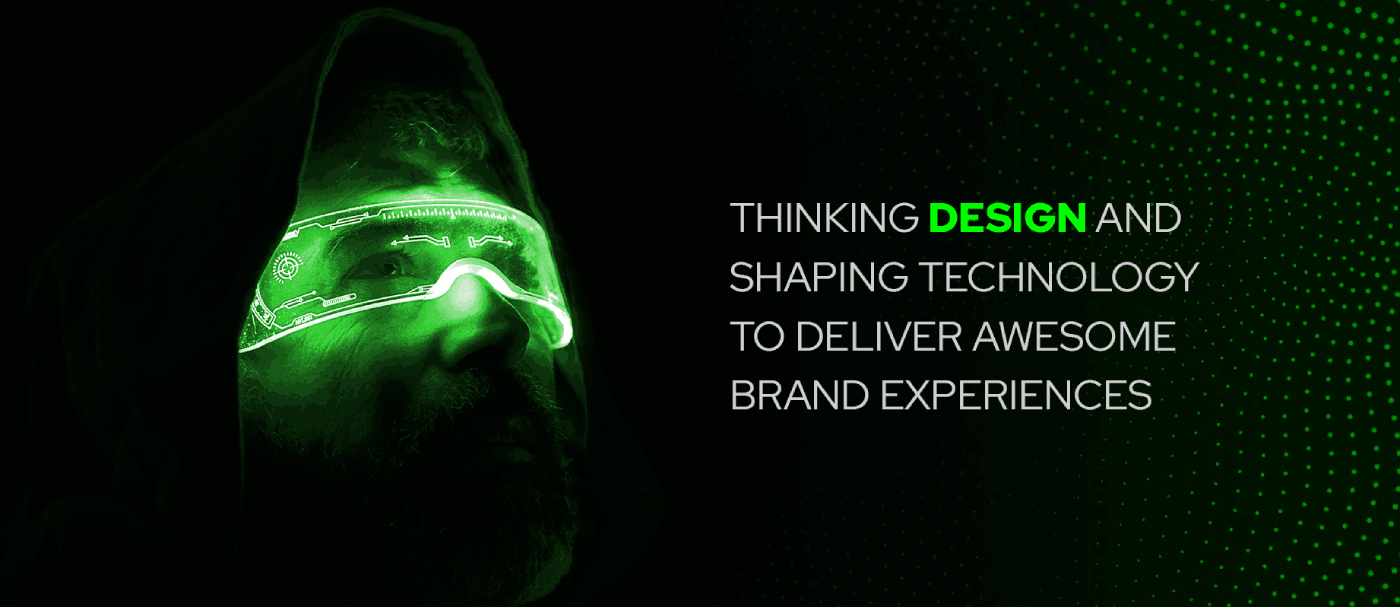 THINKING DESIGN AND
SHAPING TECHNOLOGY
TO DELIVER AWESOME
BRAND EXPERIENCES